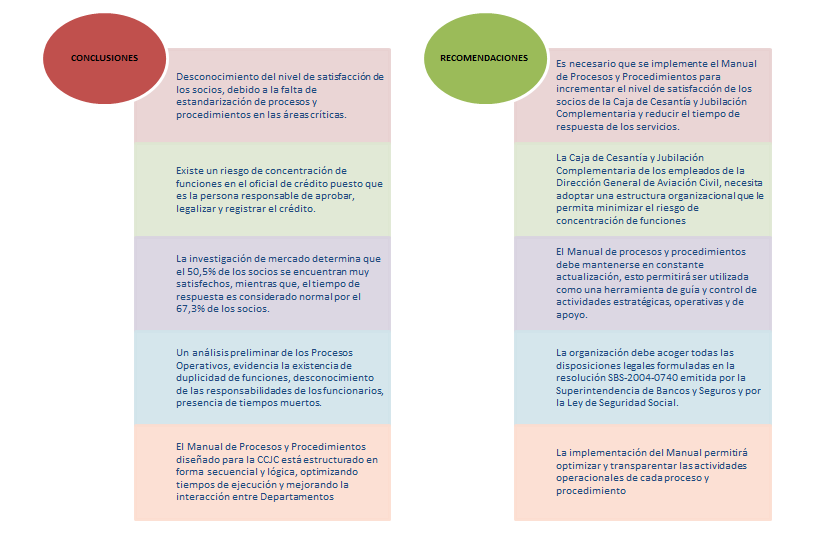 CONCLUSIONES
Desconocimiento del nivel de satisfacción de
los socios, debido a la falta de
estandarización de procesos y
procedimientos en las áreas críticas.
Existe un riesgo de concentración de
funciones en el oficial de crédito puesto que
es la persona responsable de aprobar,
legalizar y registrar el crédito.
La investigación de mercado determina que
el 50,5% de los socios se encuentran muy
satisfechos, mientras que, el tiempo de
respuesta es considerado normal por el
67,3% de los socios.
Un análisis preliminar de los Procesos
Operativos, evidencia la existencia de
duplicidad de funciones, desconocimiento
de las responsabilidades de los funcionarios,
presencia de tiempos muertos.
El Manual de Procesos y Procedimientos
diseñado para la CCJC está estructurado en
forma secuencial y lógica, optimizando
tiempos de ejecución y mejorando la
interacción entre Departamentos
RECOMENDACIONES
Es necesario que se implemente el Manual
de Procesos y Procedimientos para
incrementar el nivel de satisfacción de los
socios de la Caja de Cesantía y Jubilación
Complementaria y reducir el tiempo de
respuesta de los servicios.
La Caja de Cesantía y Jubilación
Complementaria de los empleados de la
Dirección General de Aviación Civil, necesita
adoptar una estructura organizacional que le
permita minimizar el riesgo de
concentración de funciones
El Manual de procesos y procedimientos
debe mantenerse en constante
actualización, esto permitirá ser utilizada
como una herramienta de guía y control de
actividades estratégicas, operativas y de
apoyo.
La organización debe acoger todas las
disposiciones legales formuladas en la
resolución SBS-2004-0740 emitida por la
Superintendencia de Bancos y Seguros y por
la Ley de Seguridad Social.
La implementación del Manual permitirá
optimizar y transparentar las actividades
operacionales de cada proceso y
procedimiento